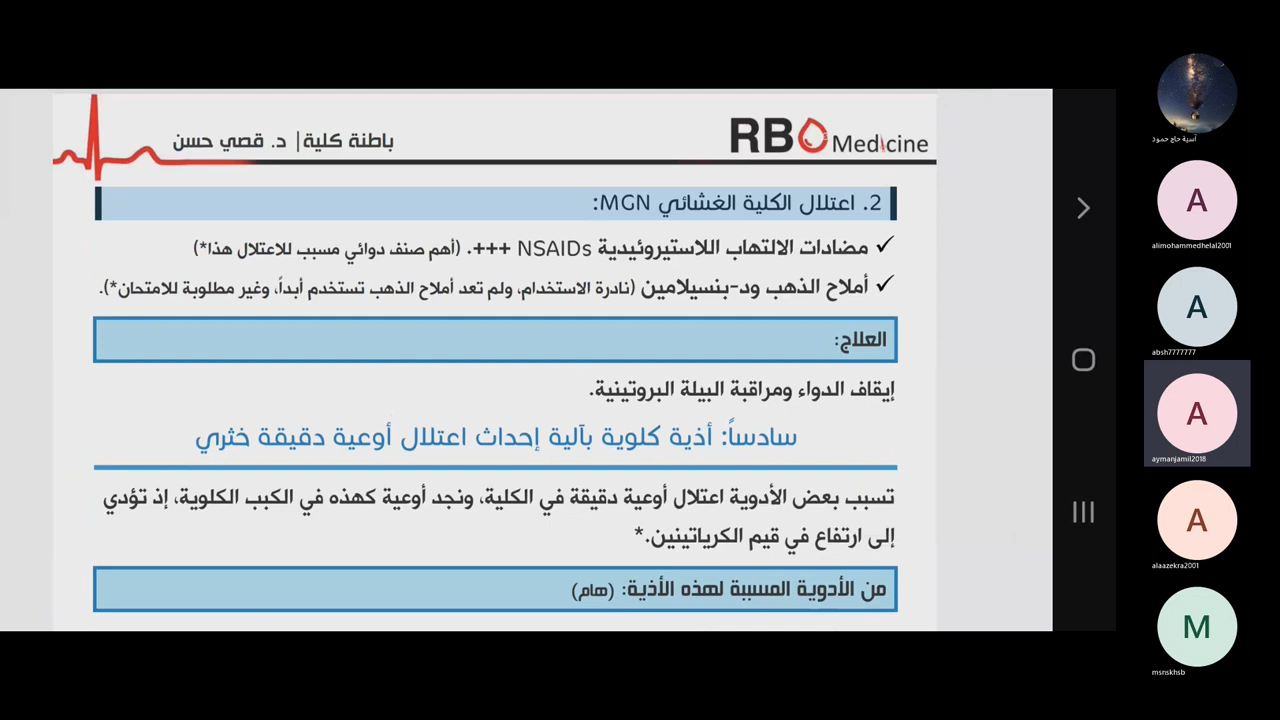 باطنة كلية| د. قصي حسن
RB Medicine
2. اعتلال الكلية الغشائي MGN:
✓ مضادات الالتهاب اللاستيروئيدية NSAIDs +++. (أهم صنف دوائي مسبب للاعتلال هذا*)
✓ أملاح الذهب ود-بنسيلامين (نادرة الاستخدام، ولم تعد أملاح الذهب تستخدم أبداً، وغير مطلوبة للامتحان*).
العلاج:
إيقاف الدواء ومراقبة البيلة البروتينية.
سادساً: أذية كلوية بآلية إحداث اعتلال أوعية دقيقة خثري
تسبب بعض الأدوية اعتلال أوعية دقيقة في الكلية، ونجد أوعية كهذه في الكبب الكلوية، إذ تؤدي
إلى ارتفاع في قيم الكرياتينين.*
من الأدوية المسببة لهذه الأذية: (هام)
آسية حاج حمود
A
alimohammedhelal2001
A
absh7777777
A
aymanjamil2018
A
alaazekra2001
M
msnskhsb